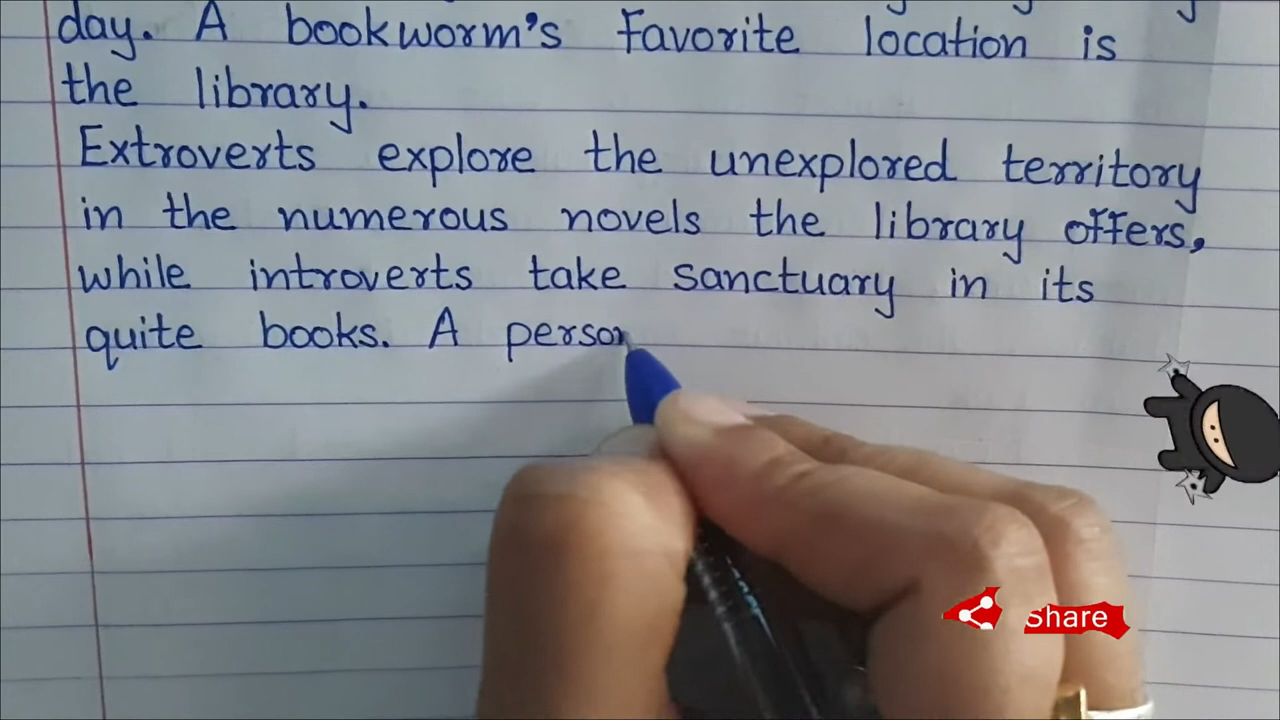 day. A bookworm's favorite location is
the library.
Extroverts explore the unexplored territory
in the numerous novels the library offers,
while introverts take sanctuary in its
quite books. A person
Share